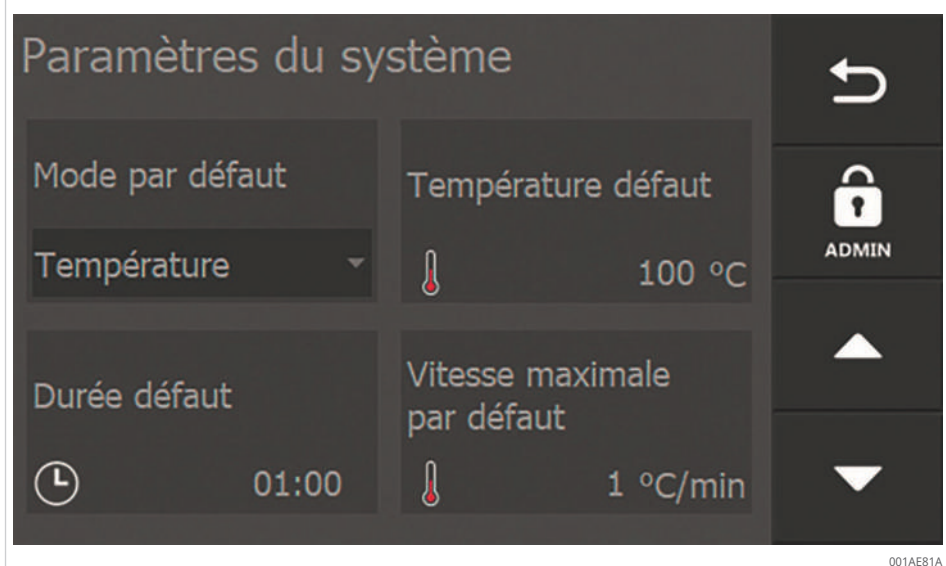 Paramètres du système
Mode par défaut
Température
Température défaut
100 °C
Durée défaut
01:00
Vitesse maximale
par défaut
1 °C/min
ADMIN
001AE81A